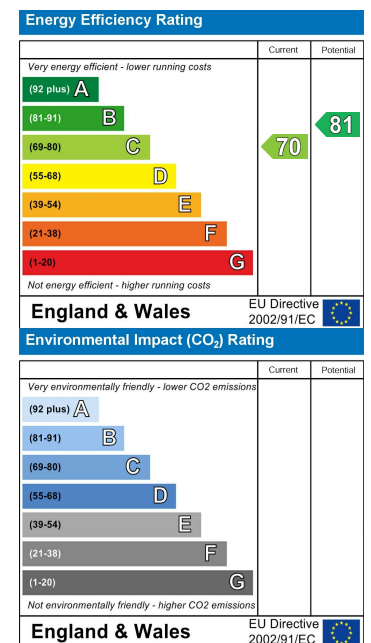 Energy Efficiency Rating
Current Potential
Very energy efficient - lower running costs
(92 plus) A
(81-91) B
81
(69-80) C
70
(55-68) D
(39-54) E
(21-38) F
(1-20) G
Not energy efficient - higher running costs
England & Wales
EU Directive
2002/91/EC
Environmental Impact (CO₂) Rating
Current Potential
Very environmentally friendly - lower CO2 emissions
(92 plus) A
(81-91) B
(69-80) C
(55-68) D
(39-54) E
(21-38) F
(1-20) G
Not environmentally friendly - higher CO2 emissions
England & Wales
EU Directive
2002/91/EC